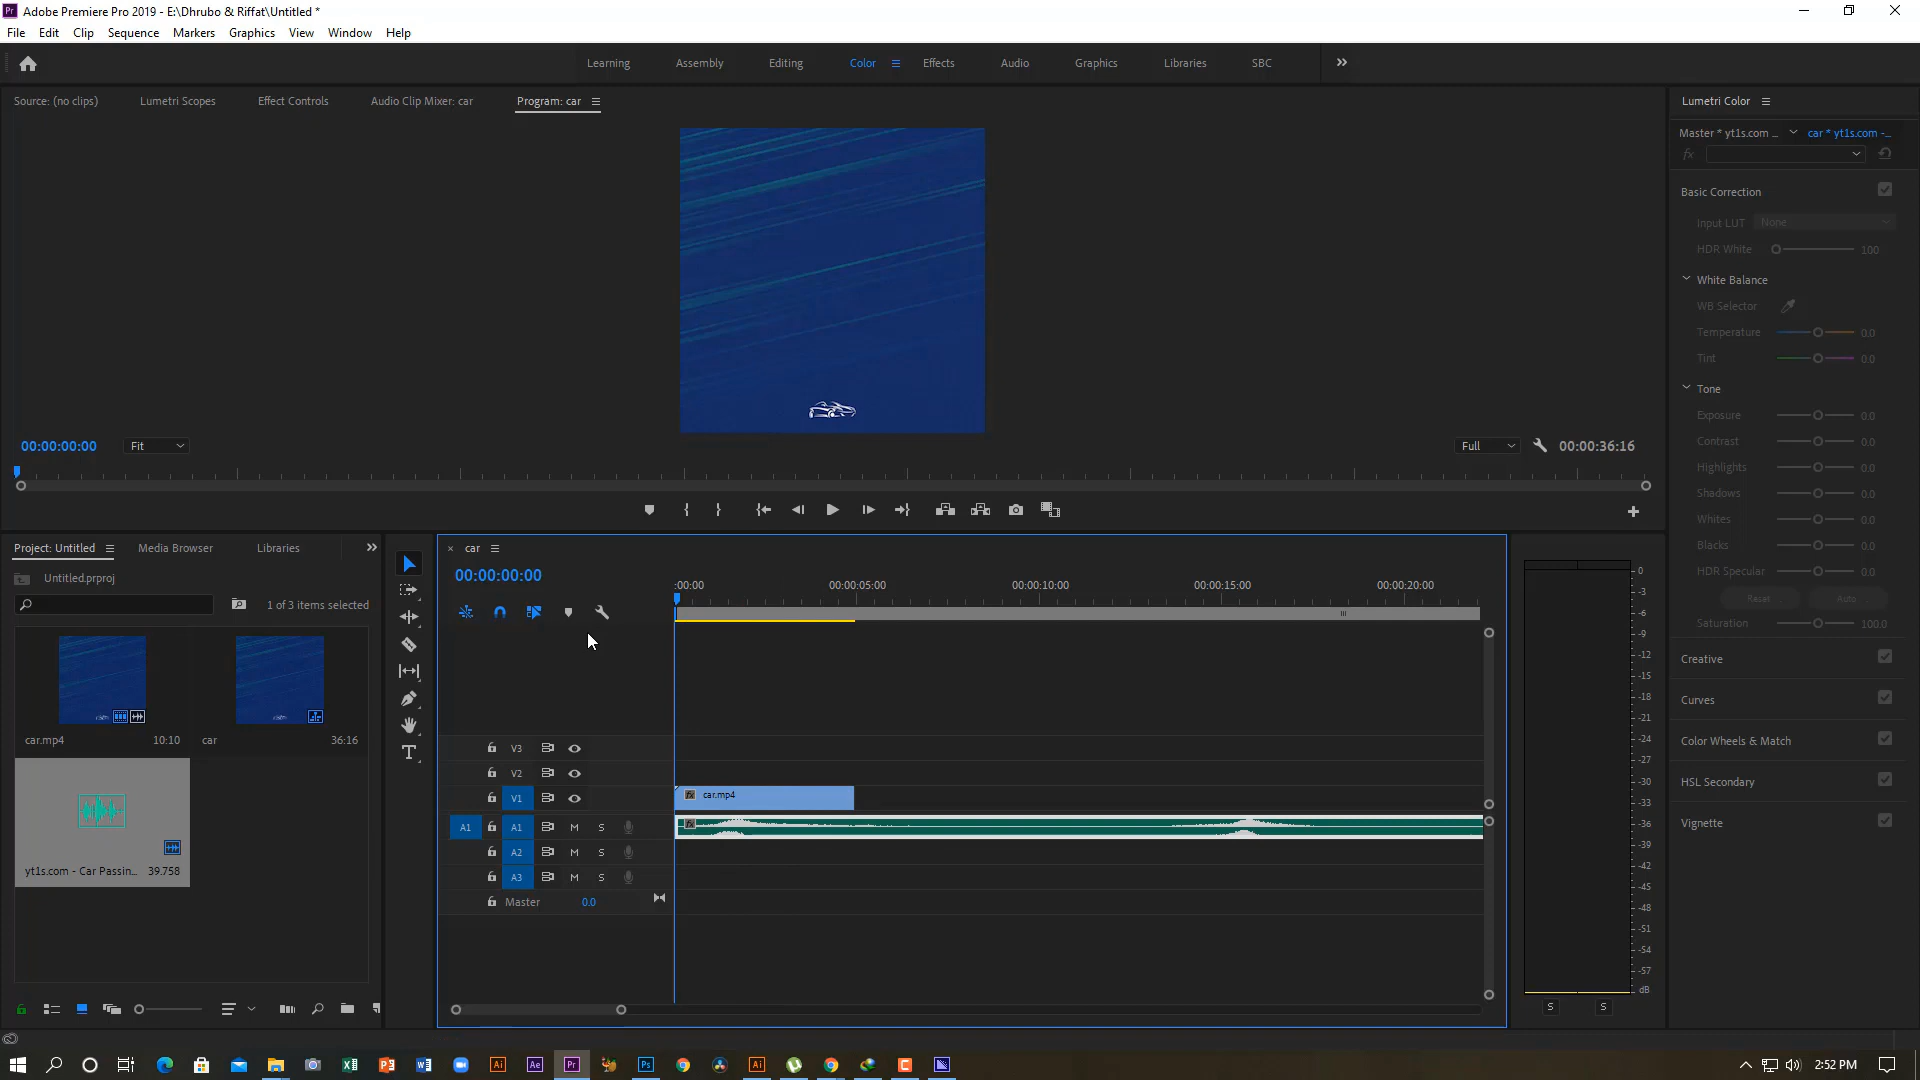 Adobe Premiere Pro 2019 - E:\Dhrubo & Riffat\Untitled *
File Edit Clip Sequence Markers Graphics View Window Help
Learning Assembly Editing Color Effects Audio Graphics Libraries SBC
Source: (no clips) Lumetri Scopes Effect Controls Audio Clip Mixer: car Program: car
Lumetri Color
Master * yt1s.com ... car * yt1s.com -...
fx
Basic Correction
Input LUT None
HDR White 100
White Balance
WB Selector
Temperature 0.0
Tint 0.0
Tone
Exposure 0.0
Contrast 0.0
Highlights 0.0
Shadows 0.0
Whites 0.0
Blacks 0.0
HDR Specular 0.0
Reset Auto
Saturation 100.0
Creative
Curves
Color Wheels & Match
HSL Secondary
Vignette
00:00:00:00 Fit Full 00:00:36:16
Project: Untitled Media Browser Libraries
Untitled.prproj
1 of 3 items selected
car.mp4 10:10
car 36:16
yt1s.com - Car Passin... 39.758
× car
00:00:00:00
:00:00 00:00:05:00 00:00:10:00 00:00:15:00 00:00:20:00
V3
V2
V1 fx car.mp4
A1 A1 M S fx
A2 M S
A3 M S
Master 0.0
0
-3
-6
-9
-12
-15
-18
-21
-24
-27
-30
-33
-36
-39
-42
-45
-48
-51
-54
-57
dB
S S
Ai Ae Pr Ps Ai
2:52 PM